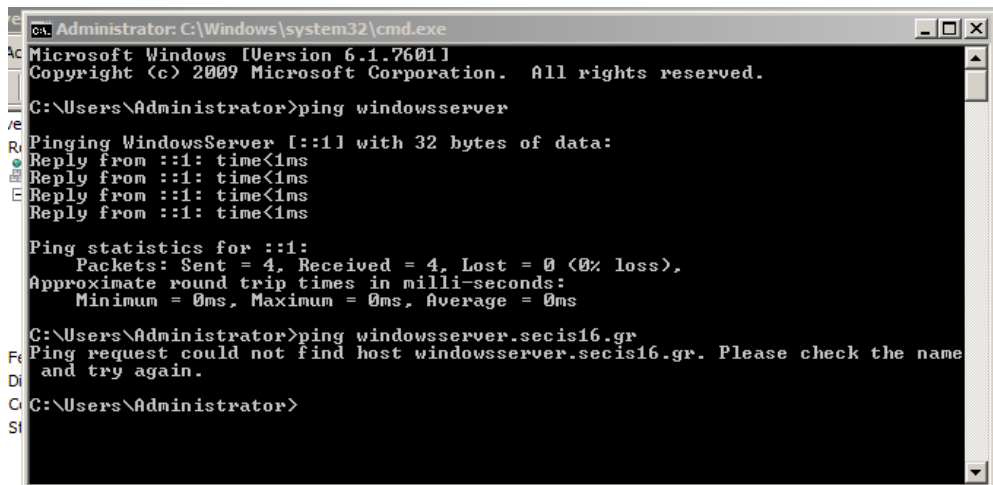 Administrator: C:\Windows\system32\cmd.exe
Microsoft Windows [Version 6.1.7601]
Copyright (c) 2009 Microsoft Corporation.  All rights reserved.
C:\Users\Administrator>ping windowsserver
Pinging WindowsServer [::1] with 32 bytes of data:
Reply from ::1: time<1ms
Reply from ::1: time<1ms
Reply from ::1: time<1ms
Reply from ::1: time<1ms
Ping statistics for ::1:
    Packets: Sent = 4, Received = 4, Lost = 0 (0% loss),
Approximate round trip times in milli-seconds:
    Minimum = 0ms, Maximum = 0ms, Average = 0ms
C:\Users\Administrator>ping windowsserver.secis16.gr
Ping request could not find host windowsserver.secis16.gr. Please check the name
 and try again.
C:\Users\Administrator>